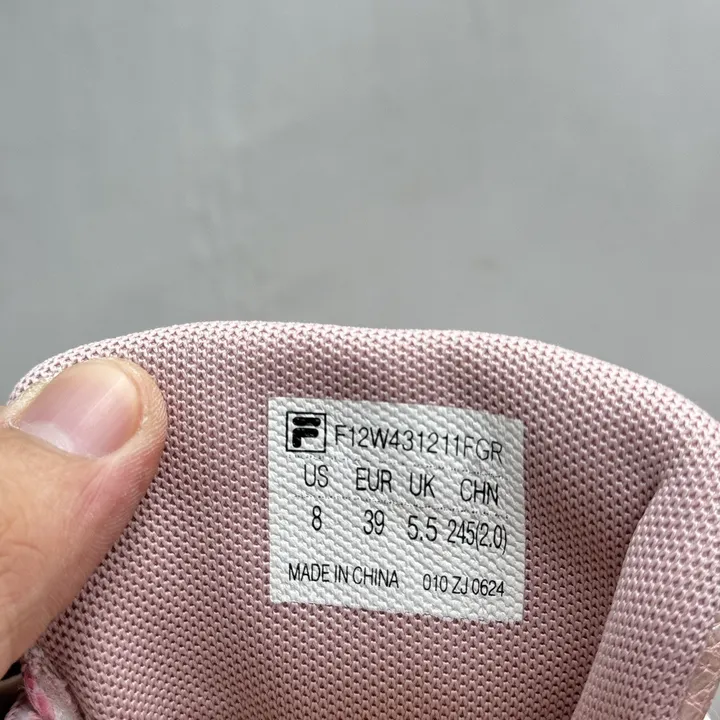 F F12W431211FGR
US EUR UK CHN
8 39 5.5 245(2.0)
MADE IN CHINA 010 ZJ 0624